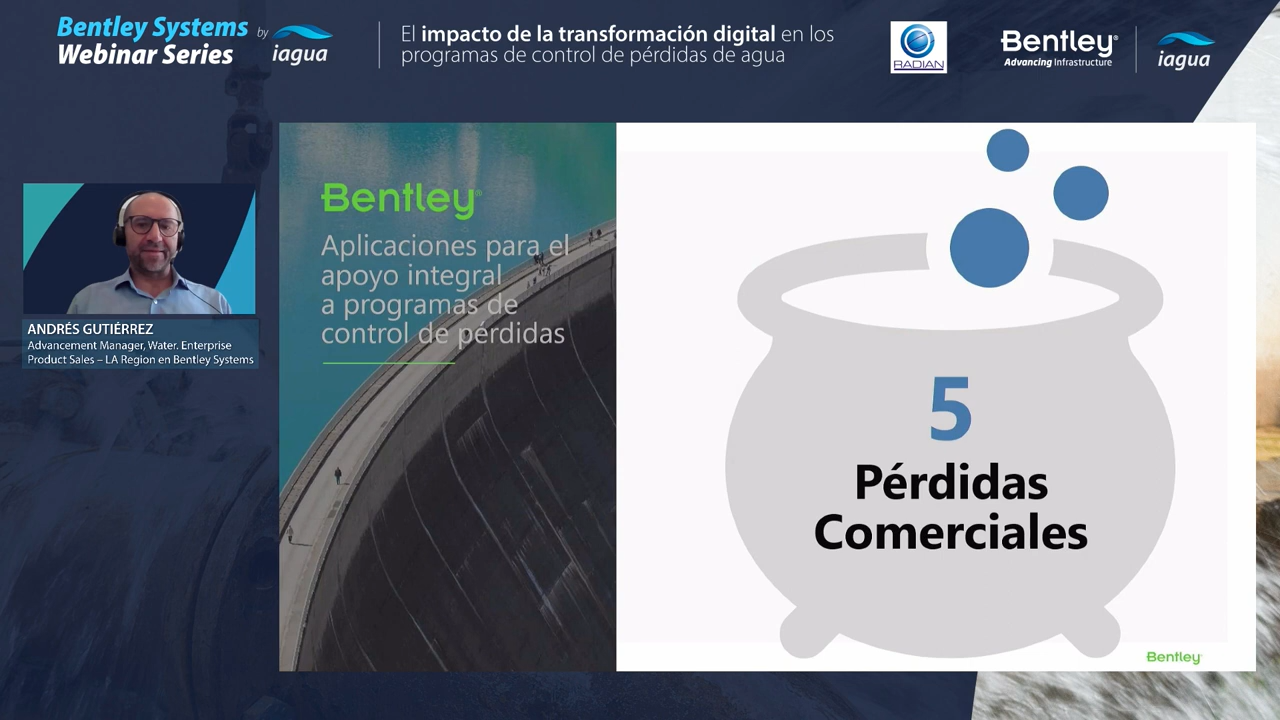 Bentley Systems
Webinar Series
by
iagua
El impacto de la transformación digital en los
programas de control de pérdidas de agua
RADIAN
Bentley®
Advancing Infrastructure
iagua
Bentley®
Aplicaciones para el
apoyo integral
a programas de
control de pérdidas
ANDRÉS GUTIÉRREZ
Advancement Manager, Water. Enterprise
Product Sales – LA Region en Bentley Systems
5
Pérdidas
Comerciales
Bentley